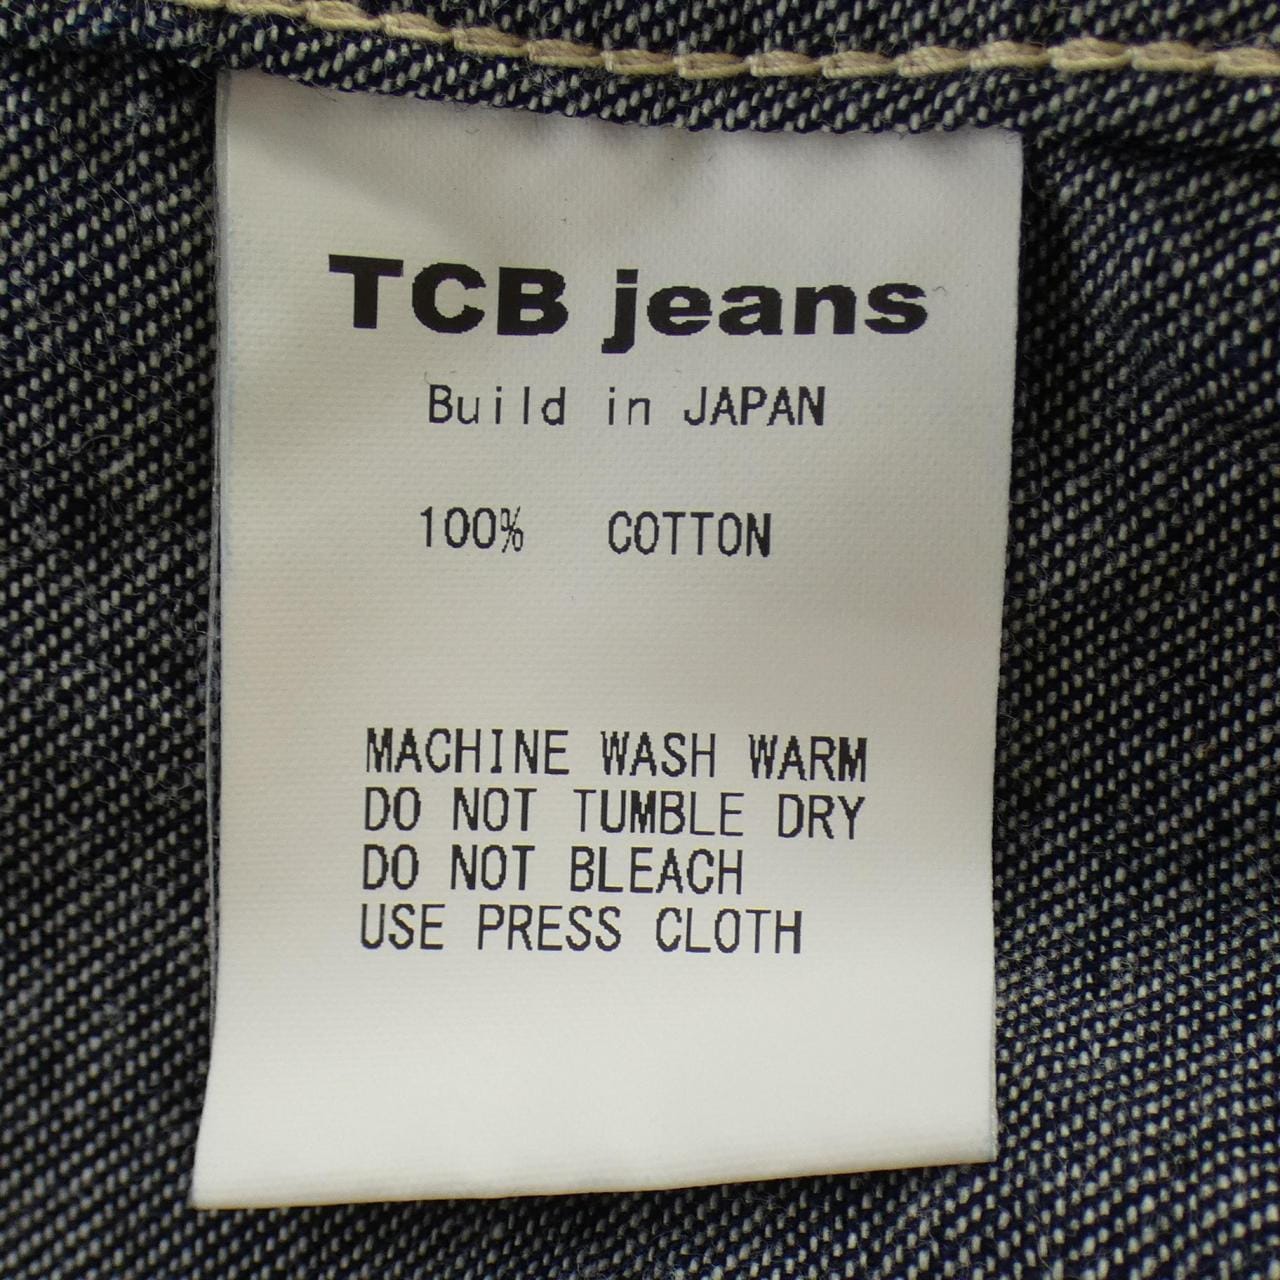 TCB jeans
Build in JAPAN
100% COTTON
MACHINE WASH WARM
DO NOT TUMBLE DRY
DO NOT BLEACH
USE PRESS CLOTH